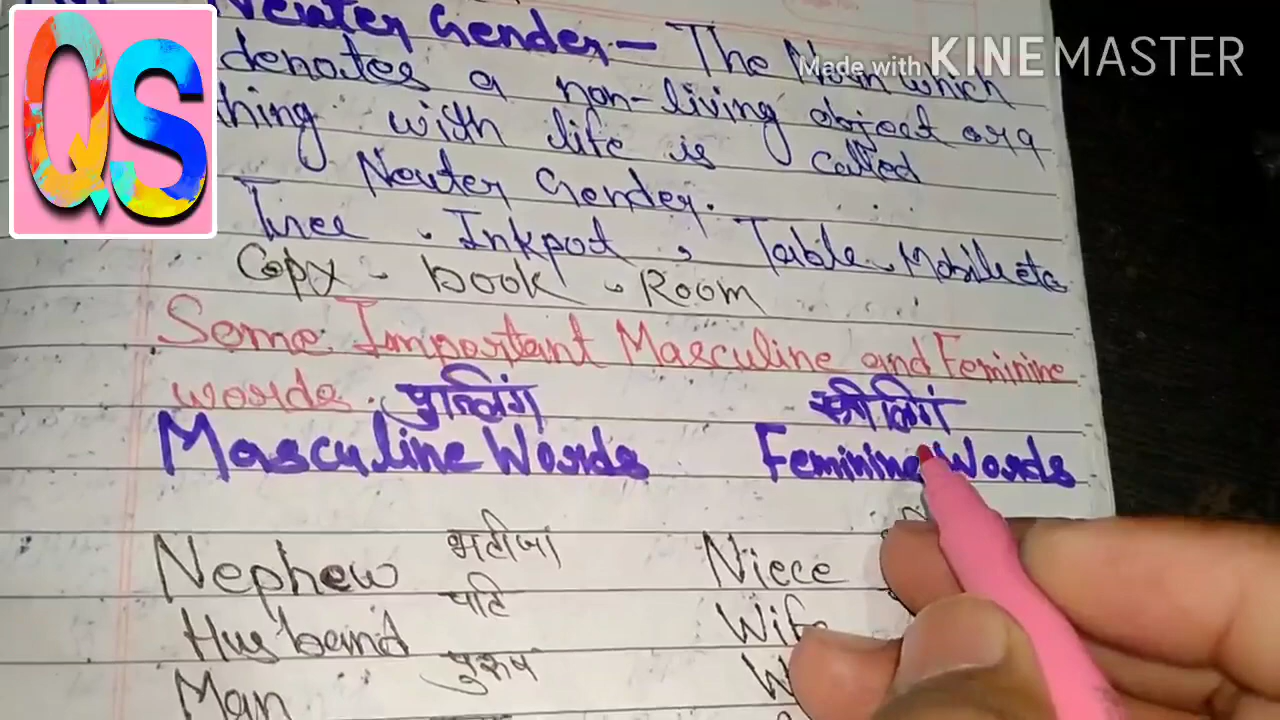 QS
Made with KINEMASTER
Neuter Gender - The Noun which
denotes a non-living object or a
thing with life is called
Neuter Gender.
Tree, Inkpot, Table, Mobile etc
Copy, Book, Room
Some Important Masculine and Feminine
words. पुल्लिंग स्त्रीलिंग
Masculine Words Feminine Words
Nephew भतीजा Niece
Husband पति Wife
Man पुरुष